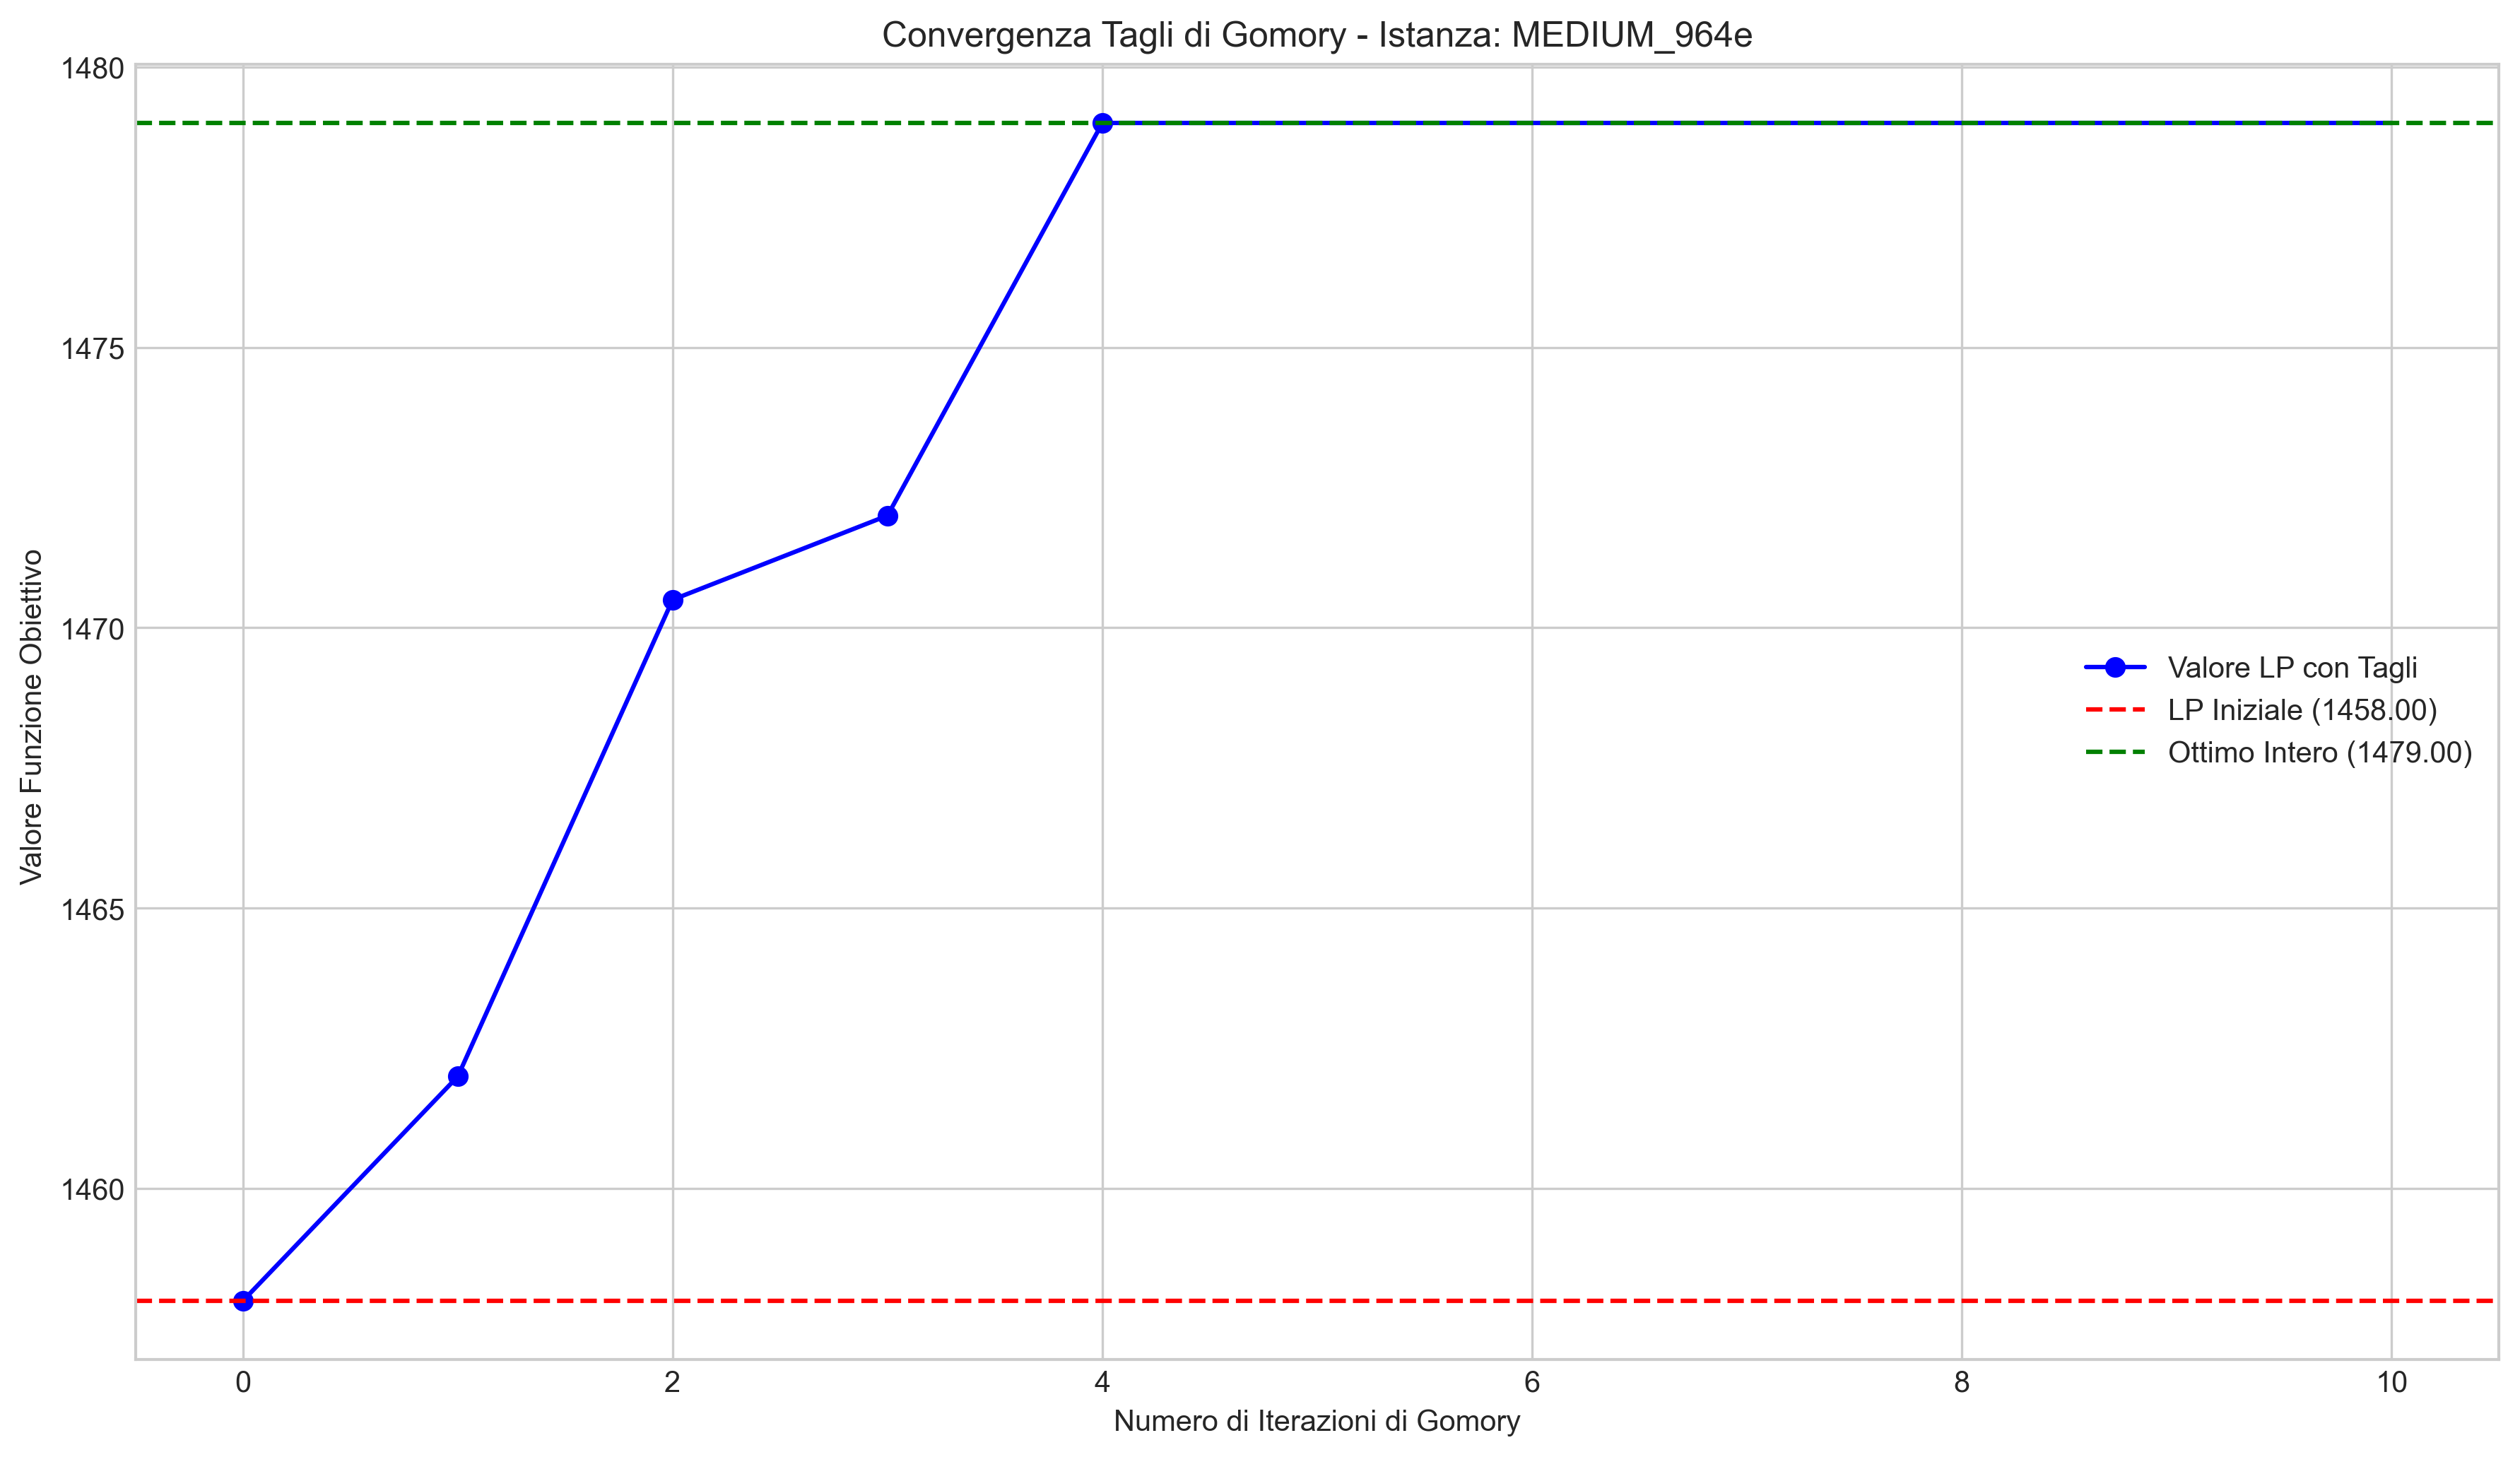 Convergenza Tagli di Gomory - Istanza: MEDIUM_964e
1480
1475
1470
1465
1460
Valore Funzione Obiettivo
Valore LP con Tagli
LP Iniziale (1458.00)
Ottimo Intero (1479.00)
0 2 4 6 8 10
Numero di Iterazioni di Gomory